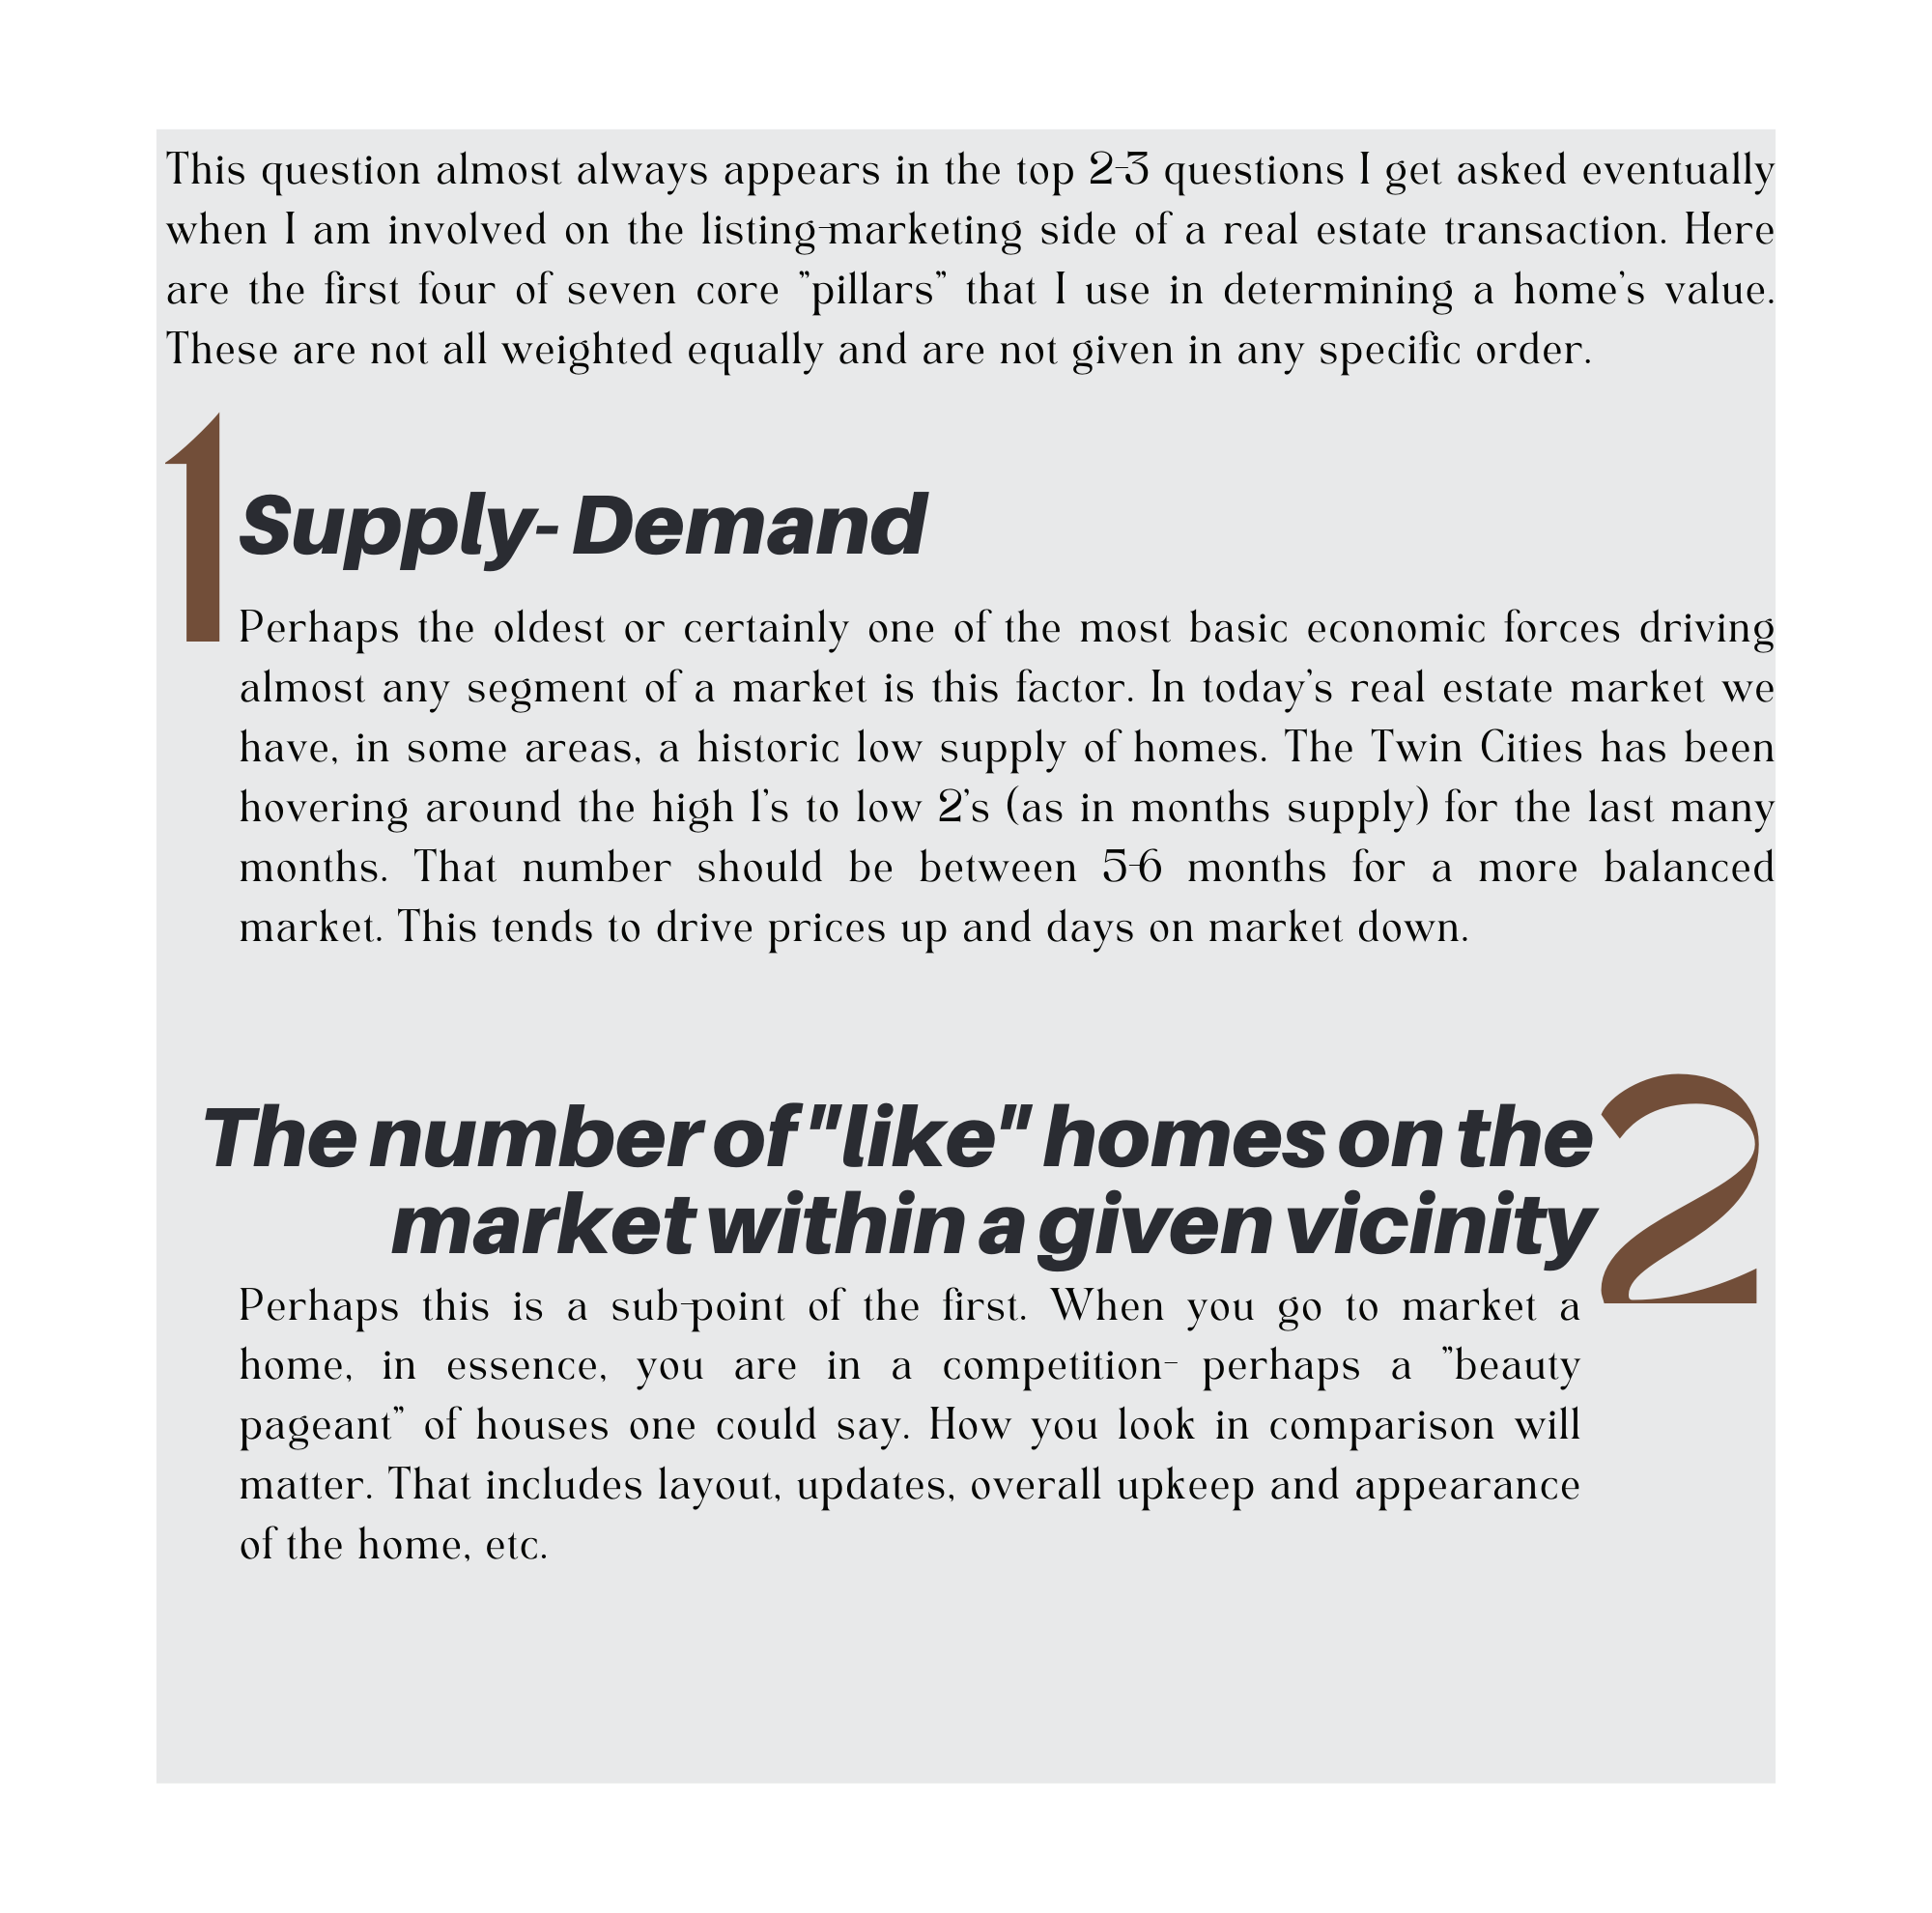 This question almost always appears in the top 2-3 questions I get asked eventually
when I am involved on the listing-marketing side of a real estate transaction. Here
are the first four of seven core "pillars" that I use in determining a home's value.
These are not all weighted equally and are not given in any specific order.
1
Supply- Demand
Perhaps the oldest or certainly one of the most basic economic forces driving
almost any segment of a market is this factor. In today's real estate market we
have, in some areas, a historic low supply of homes. The Twin Cities has been
hovering around the high 1's to low 2's (as in months supply) for the last many
months. That number should be between 5-6 months for a more balanced
market. This tends to drive prices up and days on market down.
The number of "like" homes on the
market within a given vicinity
2
Perhaps this is a sub-point of the first. When you go to market a
home, in essence, you are in a competition- perhaps a "beauty
pageant" of houses one could say. How you look in comparison will
matter. That includes layout, updates, overall upkeep and appearance
of the home, etc.